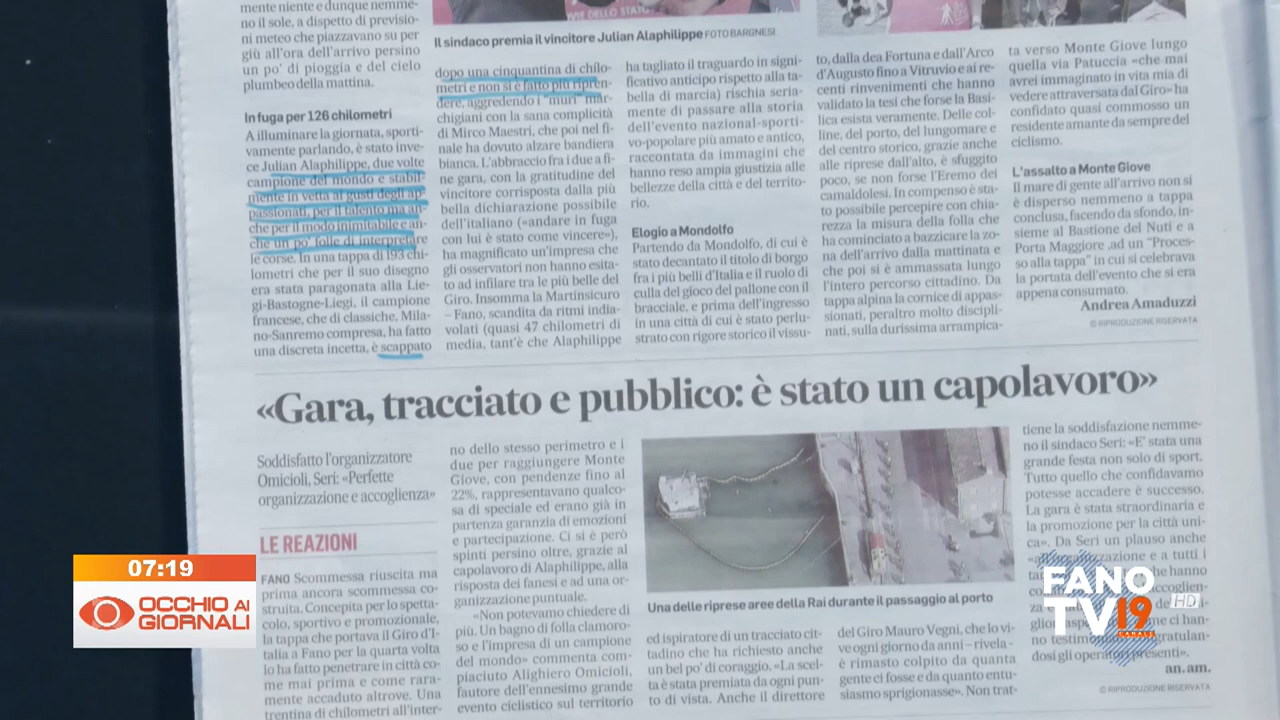 mente niente e dunque nemme-
no il sole, a dispetto di previsio-
ni meteo che piazzavano su per
giù all'ora dell'arrivo persino
un po' di pioggia e del cielo
plumbeo della mattina.
In fuga per 126 chilometri
A illuminare la giornata, sporti-
vamente parlando, è stato inve-
ce Julian Alaphilippe, due volte
campione del mondo e stabil-
mente in vetta ai gusti degli ap-
passionati, per il talento ma an-
che per il modo inimitabile e an-
che un po' folle di interpretare
le corse. In una tappa di 193 chi-
lometri che per il suo disegno
era stata paragonata alla Lie-
gi-Bastogne-Liegi, il campione
francese, che di classiche, Mila-
no-Sanremo compresa, ha fatto
una discreta incetta, è scappato
Il sindaco premia il vincitore Julian Alaphilippe FOTO BARGNESI
dopo una cinquantina di chilo-
metri e non si è fatto più ripren-
dere, aggredendo i "muri" mar-
chigiani con la sana complicità
di Mirco Maestri, che poi nel fi-
nale ha dovuto alzare bandiera
bianca. L'abbraccio fra i due a fi-
ne gara, con la gratitudine del
vincitore corrisposta dalla più
bella dichiarazione possibile
dell'italiano («andare in fuga
con lui è stato come vincere»),
ha magnificato un'impresa che
gli osservatori non hanno esita-
to ad infilare tra le più belle del
Giro. Insomma la Martinsicuro
– Fano, scandita da ritmi india-
volati (quasi 47 chilometri di
media, tant'è che Alaphilippe
ha tagliato il traguardo in signi-
ficativo anticipo rispetto alla ta-
bella di marcia) rischia seria-
mente di passare alla storia
dell'evento nazional-sporti-
vo-popolare più amato e antico,
raccontata da immagini che
hanno reso ampia giustizia alle
bellezze della città e del territo-
rio.
Elogio a Mondolfo
Partendo da Mondolfo, di cui è
stato decantato il titolo di borgo
fra i più belli d'Italia e il ruolo di
culla del gioco del pallone con il
bracciale, e prima dell'ingresso
in una città di cui è stato perlu-
strato con rigore storico il vissu-
to, dalla dea Fortuna e dall'Arco
d'Augusto fino a Vitruvio e ai re-
centi rinvenimenti che hanno
validato la tesi che forse la Basi-
lica esista veramente. Delle col-
line, del porto, del lungomare e
del centro storico, grazie anche
alle riprese dall'alto, è sfuggito
poco, se non forse l'Eremo dei
camaldolesi. In compenso è sta-
to possibile percepire con chia-
rezza la misura della folla che
ha cominciato a bazzicare la zo-
na dell'arrivo dalla mattinata e
che poi si è ammassata lungo
l'intero percorso cittadino. Da
tappa alpina la cornice di appas-
sionati, peraltro molto discipli-
nati, sulla durissima arrampica-
ta verso Monte Giove lungo
quella via Patuccia «che mai
avrei immaginato in vita mia di
vedere attraversata dal Giro» ha
confidato quasi commosso un
residente amante da sempre del
ciclismo.
L'assalto a Monte Giove
Il mare di gente all'arrivo non si
è disperso nemmeno a tappa
conclusa, facendo da sfondo, in-
sieme al Bastione del Nuti e a
Porta Maggiore ,ad un "Proces-
so alla tappa" in cui si celebrava
la portata dell'evento che si era
appena consumato.
Andrea Amaduzzi
© RIPRODUZIONE RISERVATA
«Gara, tracciato e pubblico: è stato un capolavoro»
Soddisfatto l'organizzatore
Omicioli, Seri: «Perfette
organizzazione e accoglienza»
LE REAZIONI
FANO Scommessa riuscita ma
prima ancora scommessa co-
struita. Concepita per lo spetta-
colo, sportivo e promozionale,
la tappa che portava il Giro d'I-
talia a Fano per la quarta volta
lo ha fatto penetrare in città co-
me mai prima e come rara-
mente accaduto altrove. Una
trentina di chilometri all'inter-
no dello stesso perimetro e i
due per raggiungere Monte
Giove, con pendenze fino al
22%, rappresentavano qualco-
sa di speciale ed erano già in
partenza garanzia di emozioni
e partecipazione. Ci si è però
spinti persino oltre, grazie al
capolavoro di Alaphilippe, alla
risposta dei fanesi e ad una or-
ganizzazione puntuale.
«Non potevamo chiedere di
più. Un bagno di folla clamoro-
so e l'impresa di un campione
del mondo» commenta com-
piaciuto Alighiero Omicioli,
fautore dell'ennesimo grande
evento ciclistico sul territorio
Una delle riprese aree della Rai durante il passaggio al porto
ed ispiratore di un tracciato cit-
tadino che ha richiesto anche
un bel po' di coraggio. «La scel-
ta è stata premiata da ogni pun-
to di vista. Anche il direttore
del Giro Mauro Vegni, che lo vi-
ve ogni giorno da anni – rivela -
è rimasto colpito da quanta
gente ci fosse e da quanto entu-
siasmo sprigionasse». Non trat-
tiene la soddisfazione nemme-
no il sindaco Seri: «E' stata una
grande festa non solo di sport.
Tutto quello che confidavamo
potesse accadere è successo.
La gara è stata straordinaria e
la promozione per la città uni-
ca». Da Seri un plauso anche
zazione e a tutti i
hanno
coglien-
e ci han-
no testim gratulan-
dosi gli operatori presenti».
an. am.
© RIPRODUZIONE RISERVATA
07:19
OCCHIO AI
GIORNALI
FANO
TV 19
CANALE
HD